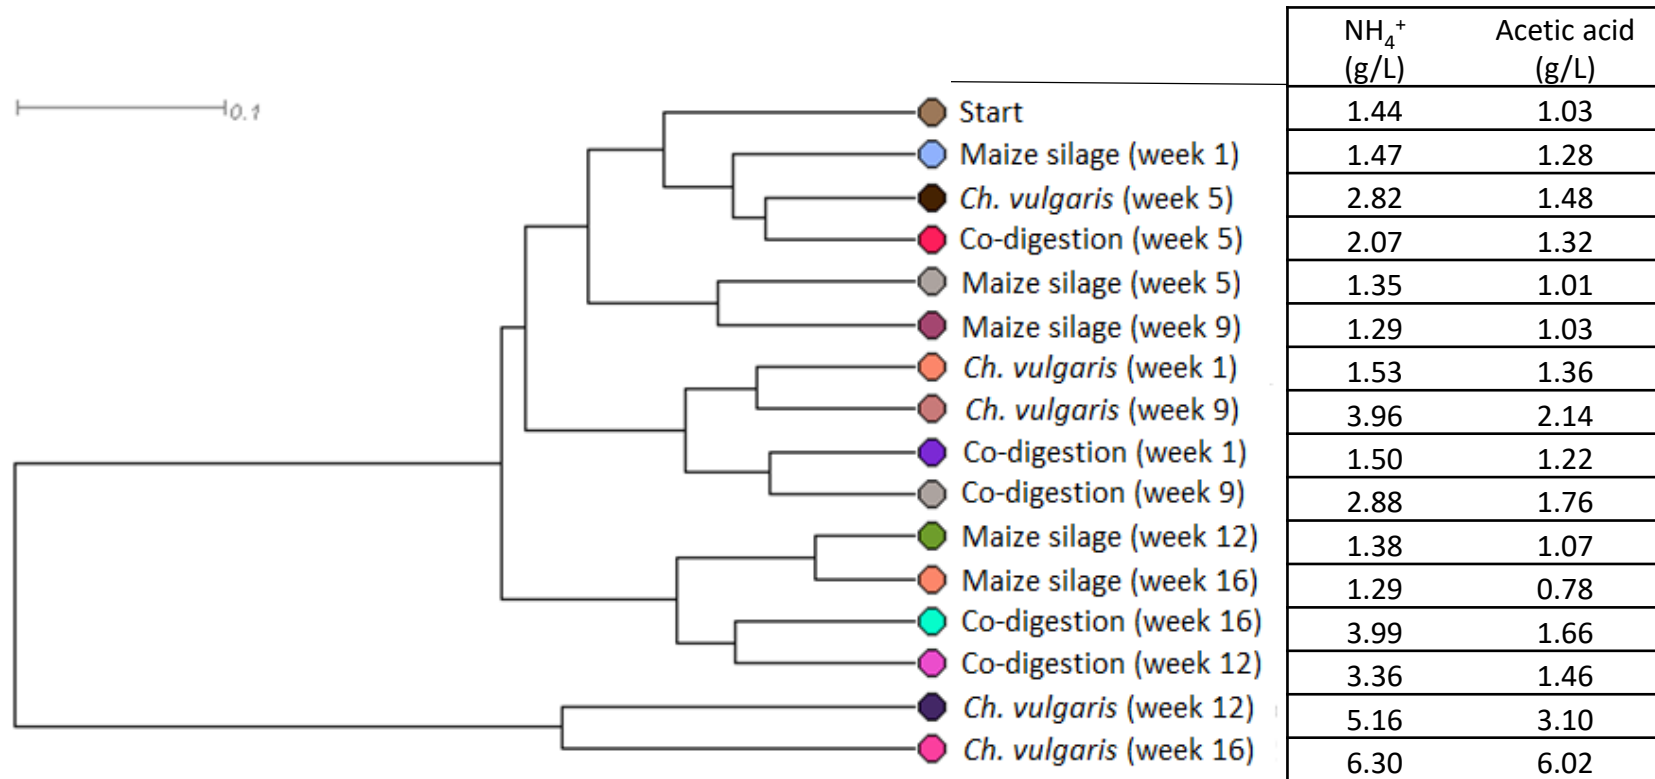 NH4+ Acetic acid
(g/L) (g/L)
0.1
Start 1.44 1.03
Maize silage (week 1) 1.47 1.28
Ch. vulgaris (week 5) 2.82 1.48
Co-digestion (week 5) 2.07 1.32
Maize silage (week 5) 1.35 1.01
Maize silage (week 9) 1.29 1.03
Ch. vulgaris (week 1) 1.53 1.36
Ch. vulgaris (week 9) 3.96 2.14
Co-digestion (week 1) 1.50 1.22
Co-digestion (week 9) 2.88 1.76
Maize silage (week 12) 1.38 1.07
Maize silage (week 16) 1.29 0.78
Co-digestion (week 16) 3.99 1.66
Co-digestion (week 12) 3.36 1.46
Ch. vulgaris (week 12) 5.16 3.10
Ch. vulgaris (week 16) 6.30 6.02